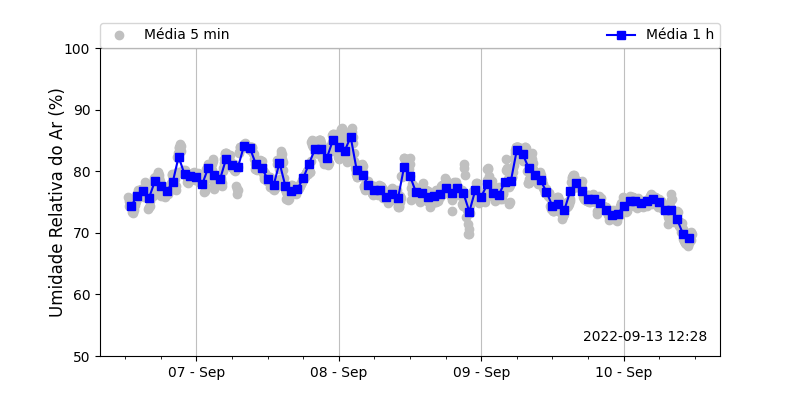 Média 5 min
Média 1 h
Umidade Relativa do Ar (%)
100
90
80
70
60
50
2022-09-13 12:28
07 - Sep
08 - Sep
09 - Sep
10 - Sep